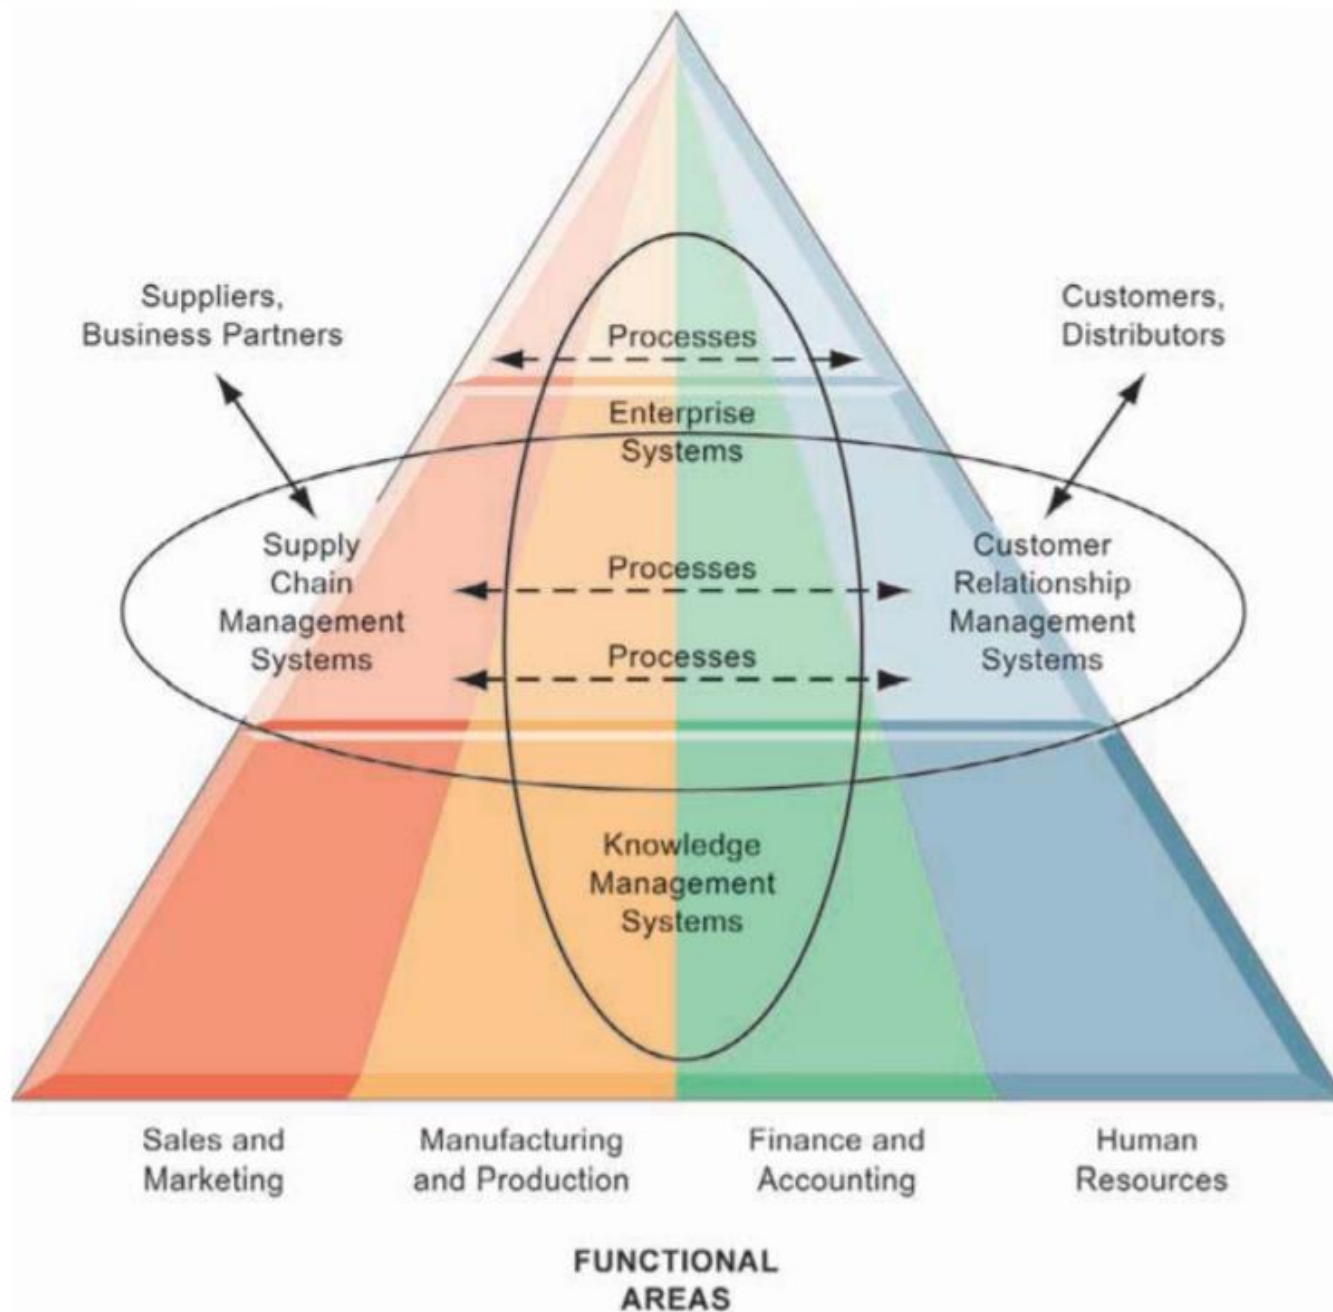 Suppliers,
Business Partners
Customers,
Distributors
Processes
Enterprise
Systems
Supply
Chain
Management
Systems
Processes
Processes
Customer
Relationship
Management
Systems
Knowledge
Management
Systems
Sales and
Marketing
Manufacturing
and Production
Finance and
Accounting
Human
Resources
FUNCTIONAL
AREAS